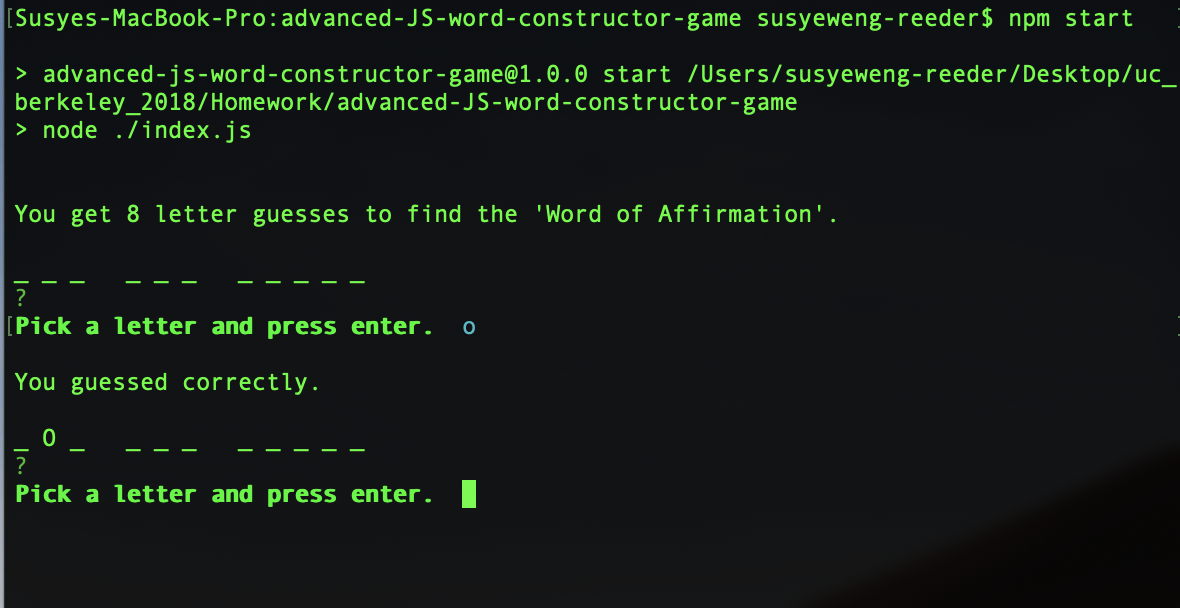 [Susyes-MacBook-Pro:advanced-JS-word-constructor-game susyeweng-reeder$ npm start ]
> advanced-js-word-constructor-game@1.0.0 start /Users/susyeweng-reeder/Desktop/uc_
berkeley_2018/Homework/advanced-JS-word-constructor-game
> node ./index.js
You get 8 letter guesses to find the 'Word of Affirmation'.
_ _ _   _ _ _   _ _ _ _ _
?
[Pick a letter and press enter.  o ]
You guessed correctly.
_ O _   _ _ _   _ _ _ _ _
?
Pick a letter and press enter.